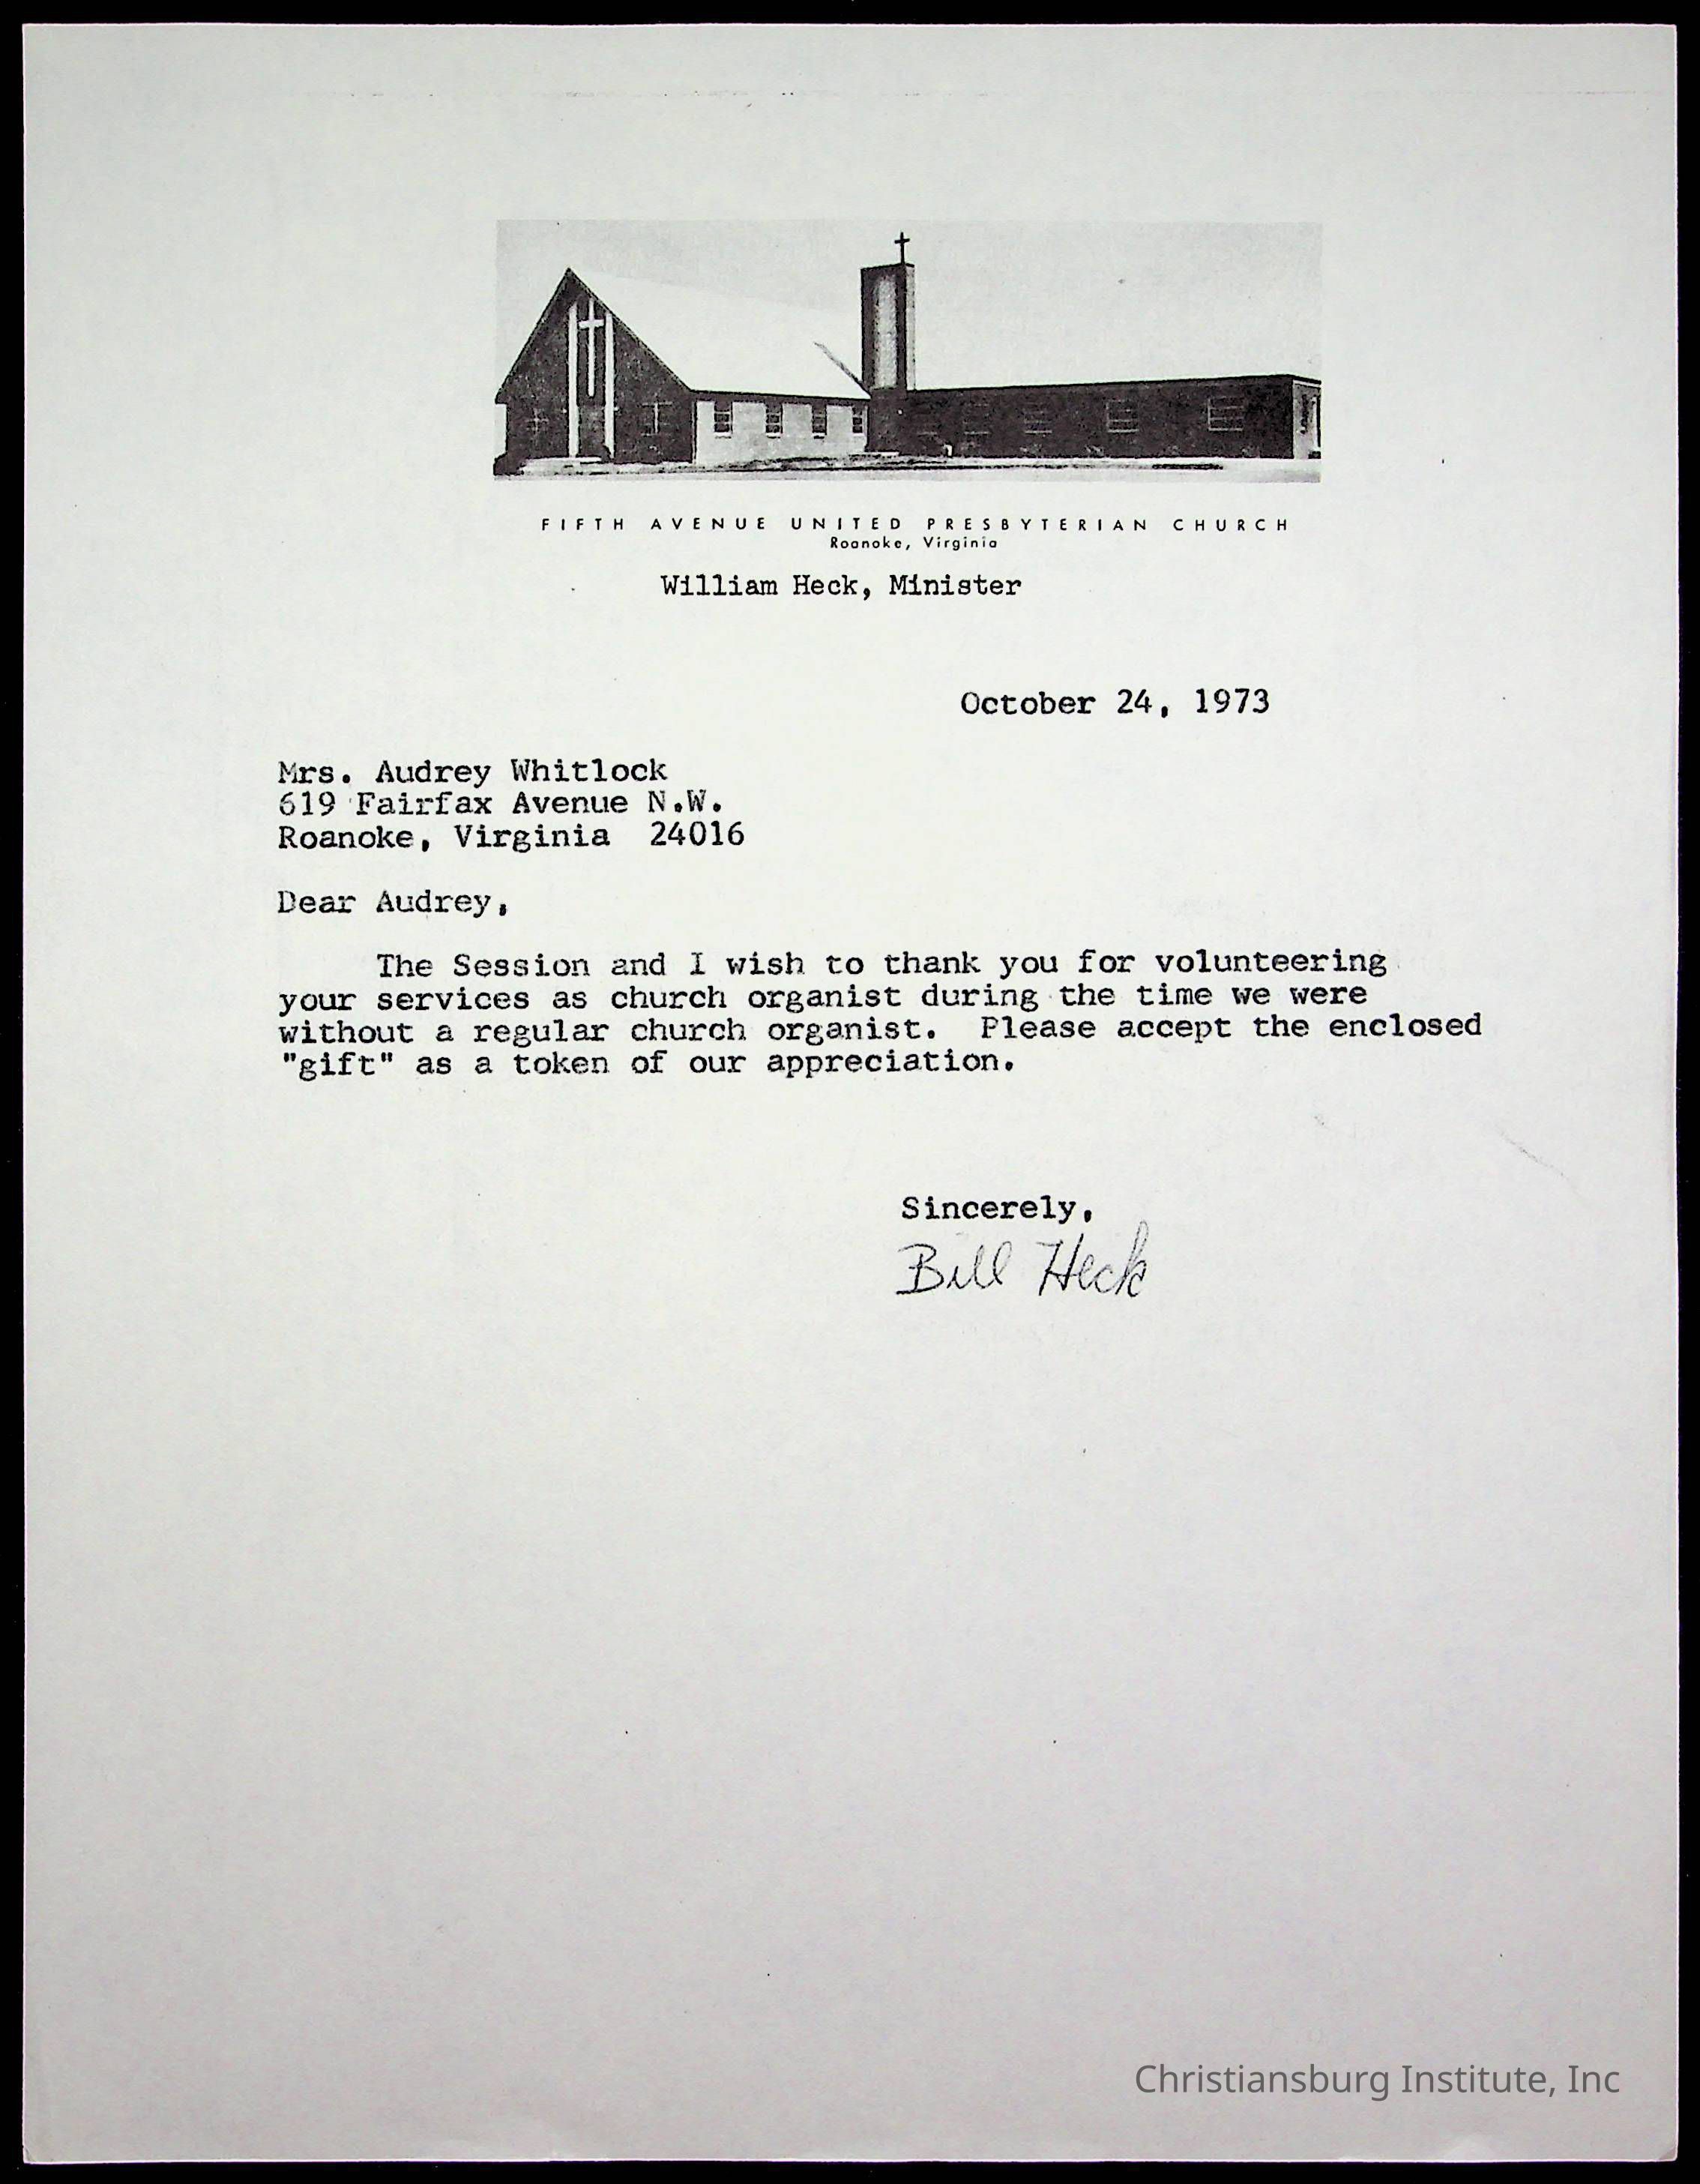 FIFTH AVENUE UNITED PRESBYTERIAN CHURCH
Roanoke, Virginia
William Heck, Minister
October 24, 1973
Mrs. Audrey Whitlock
619 Fairfax Avenue N.W.
Roanoke, Virginia  24016
Dear Audrey,
The Session and I wish to thank you for volunteering
your services as church organist during the time we were
without a regular church organist.  Please accept the enclosed
"gift" as a token of our appreciation.
Sincerely,
Bill Heck
Christiansburg Institute, Inc